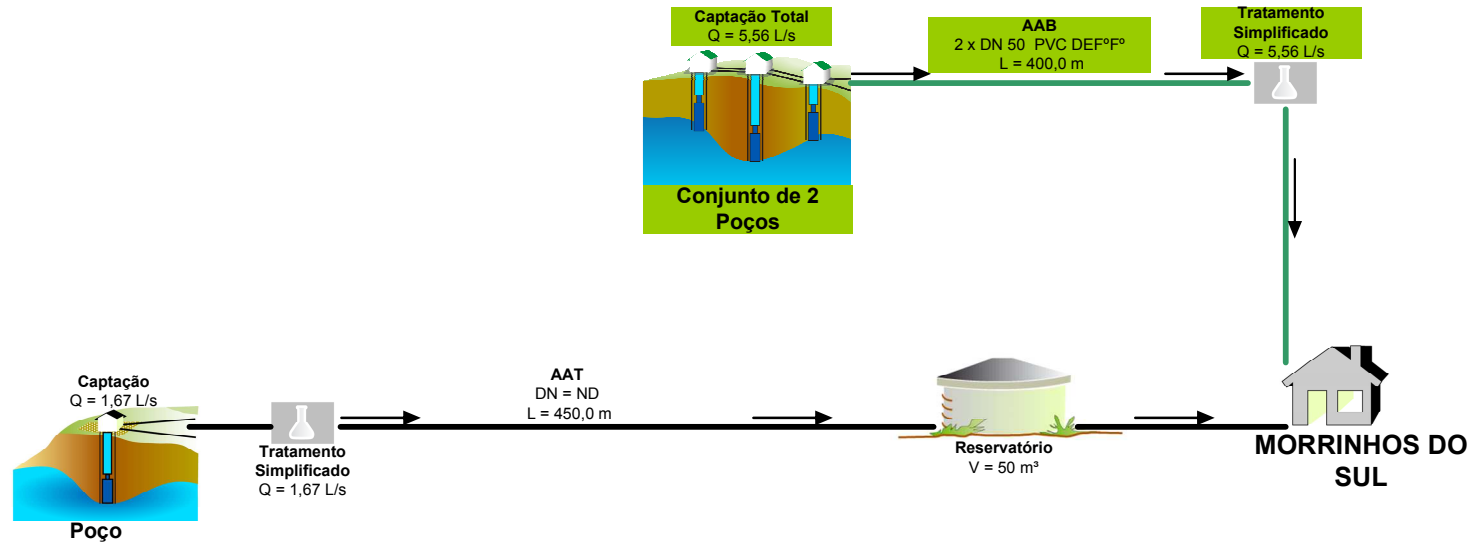 Captação Total
Q = 5,56 L/s
AAB
2 x DN 50 PVC DEFºFº
L = 400,0 m
Tratamento
Simplificado
Q = 5,56 L/s
Conjunto de 2
Poços
Captação
Q = 1,67 L/s
Tratamento
Simplificado
Q = 1,67 L/s
Poço
AAT
DN = ND
L = 450,0 m
Reservatório
V = 50 m³
MORRINHOS DO
SUL